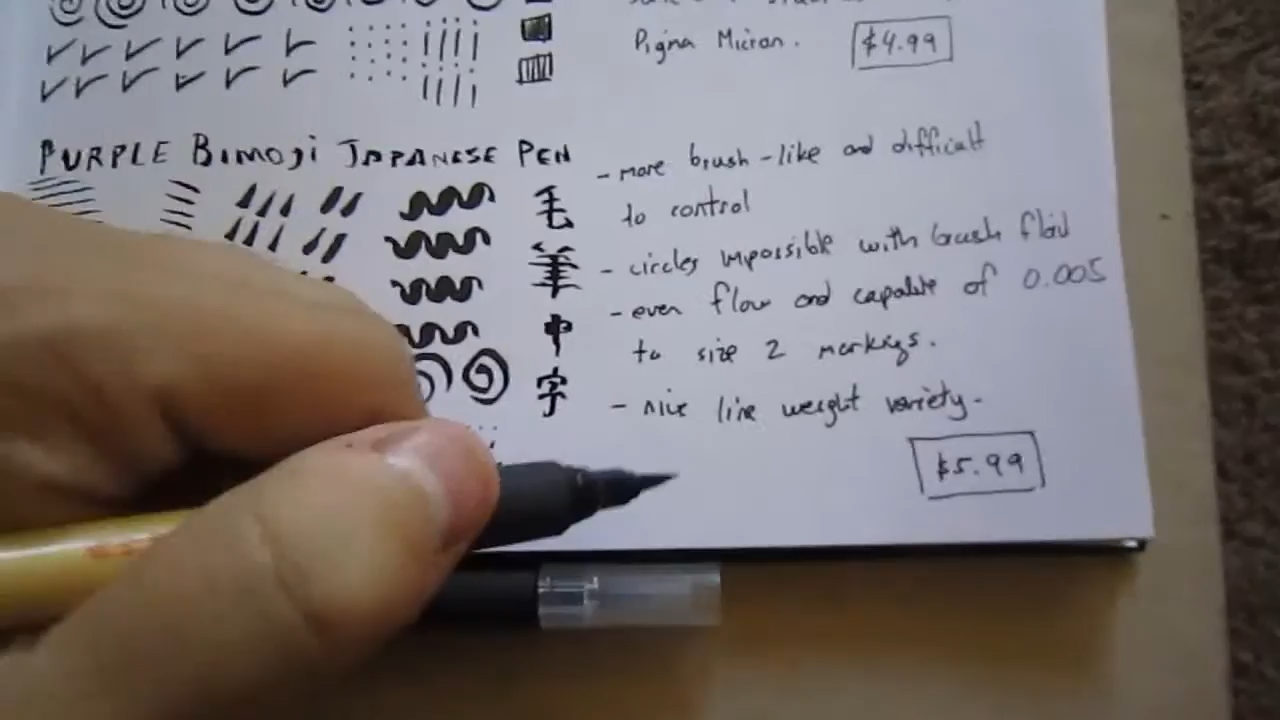 Pigma Micron. $4.99
PURPLE BIMOJI JAPANESE PEN
毛
筆
中
字
- more brush-like and difficult
to control
- circles impossible with brush
- even flow and capable of 0.005
to size 2 markings.
- nice line weight variety.
$5.99